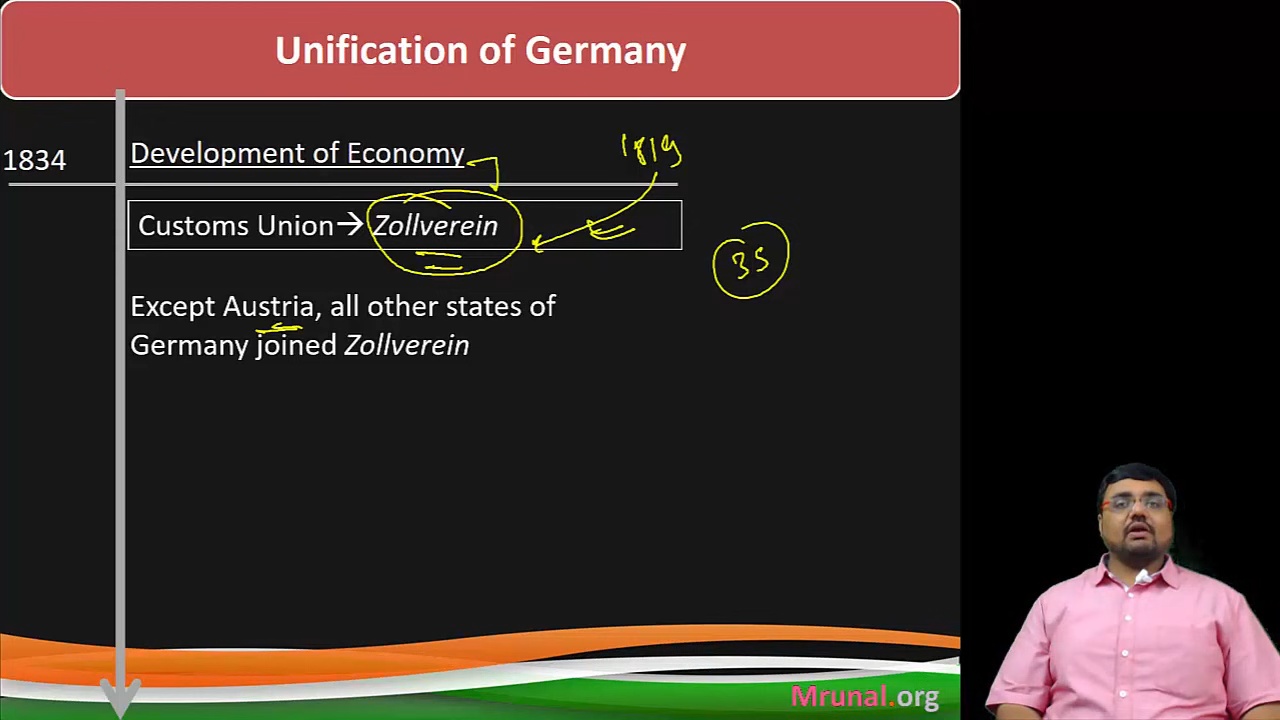 Unification of Germany
1834
Development of Economy
1819
Customs Union→ Zollverein
35
Except Austria, all other states of
Germany joined Zollverein
Mrunal.org